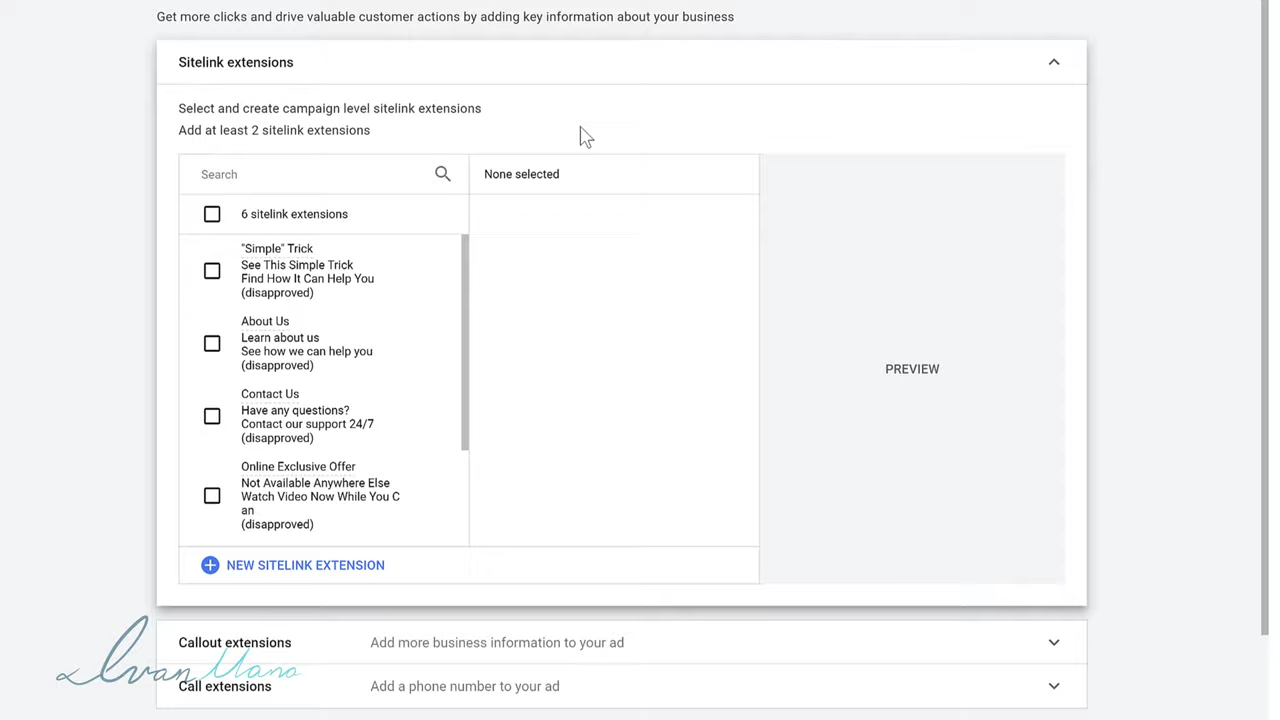 Get more clicks and drive valuable customer actions by adding key information about your business
Sitelink extensions
Select and create campaign level sitelink extensions
Add at least 2 sitelink extensions
Search
None selected
6 sitelink extensions
"Simple" Trick
See This Simple Trick
Find How It Can Help You
(disapproved)
About Us
Learn about us
See how we can help you
(disapproved)
Contact Us
Have any questions?
Contact our support 24/7
(disapproved)
Online Exclusive Offer
Not Available Anywhere Else
Watch Video Now While You C
an
(disapproved)
PREVIEW
NEW SITELINK EXTENSION
Callout extensions Add more business information to your ad
Ivan Mana
Call extensions Add a phone number to your ad